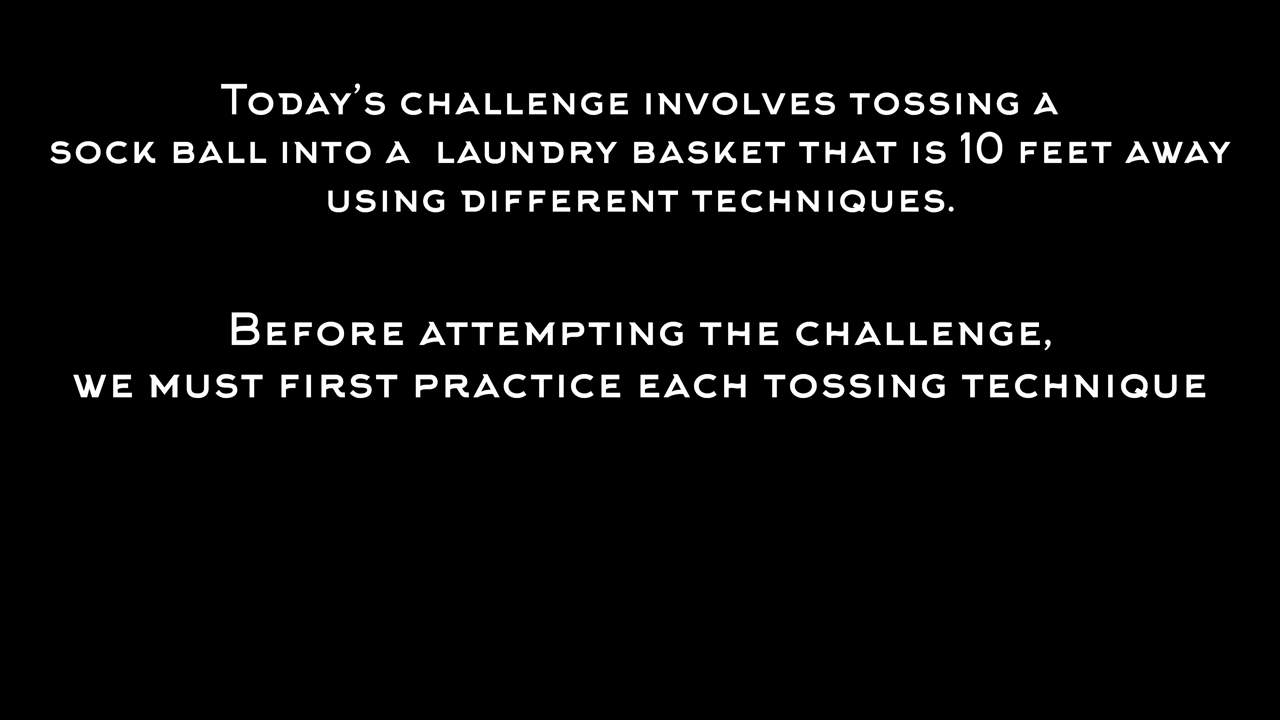 Today's challenge involves tossing a
sock ball into a laundry basket that is 10 feet away
using different techniques.
Before attempting the challenge,
we must first practice each tossing technique